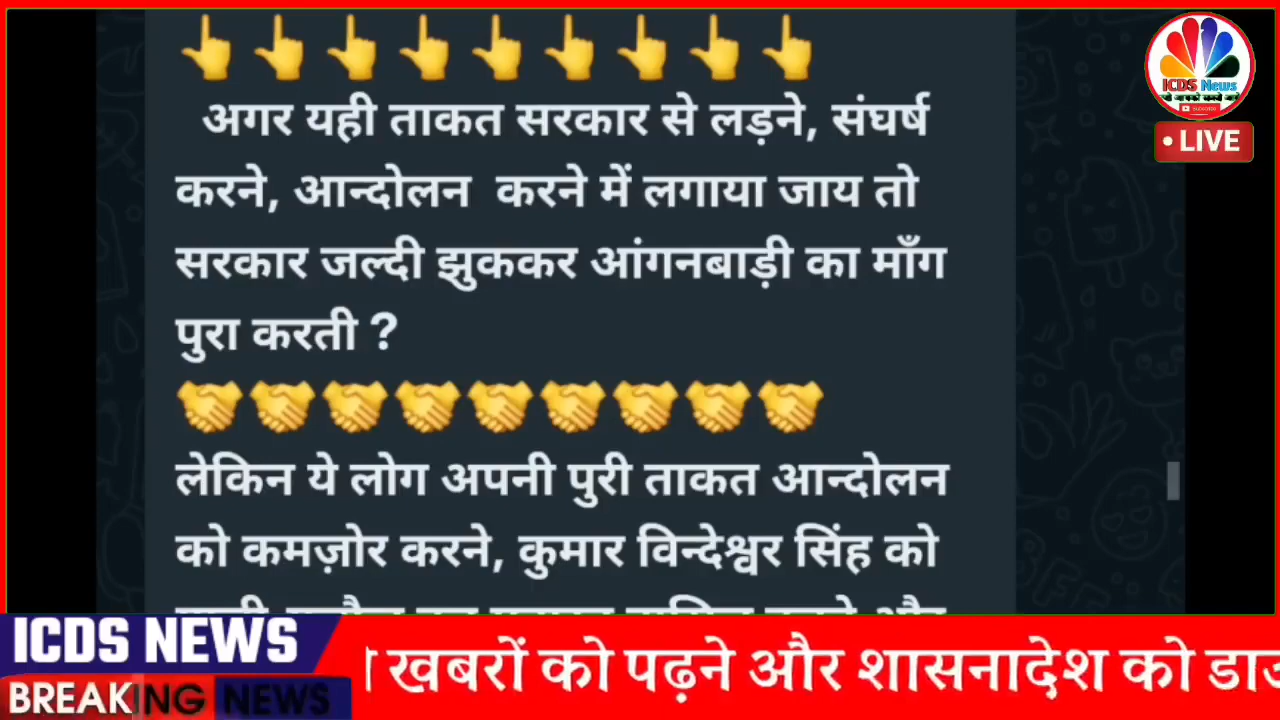 ICDS News
SUBSCRIBE
• LIVE
अगर यही ताकत सरकार से लड़ने, संघर्ष
करने, आन्दोलन करने में लगाया जाय तो
सरकार जल्दी झुककर आंगनबाड़ी का माँग
पुरा करती ?
लेकिन ये लोग अपनी पुरी ताकत आन्दोलन
को कमज़ोर करने, कुमार विन्देश्वर सिंह को
ICDS NEWS
BREAKING NEWS
खबरों को पढ़ने और शासनादेश को